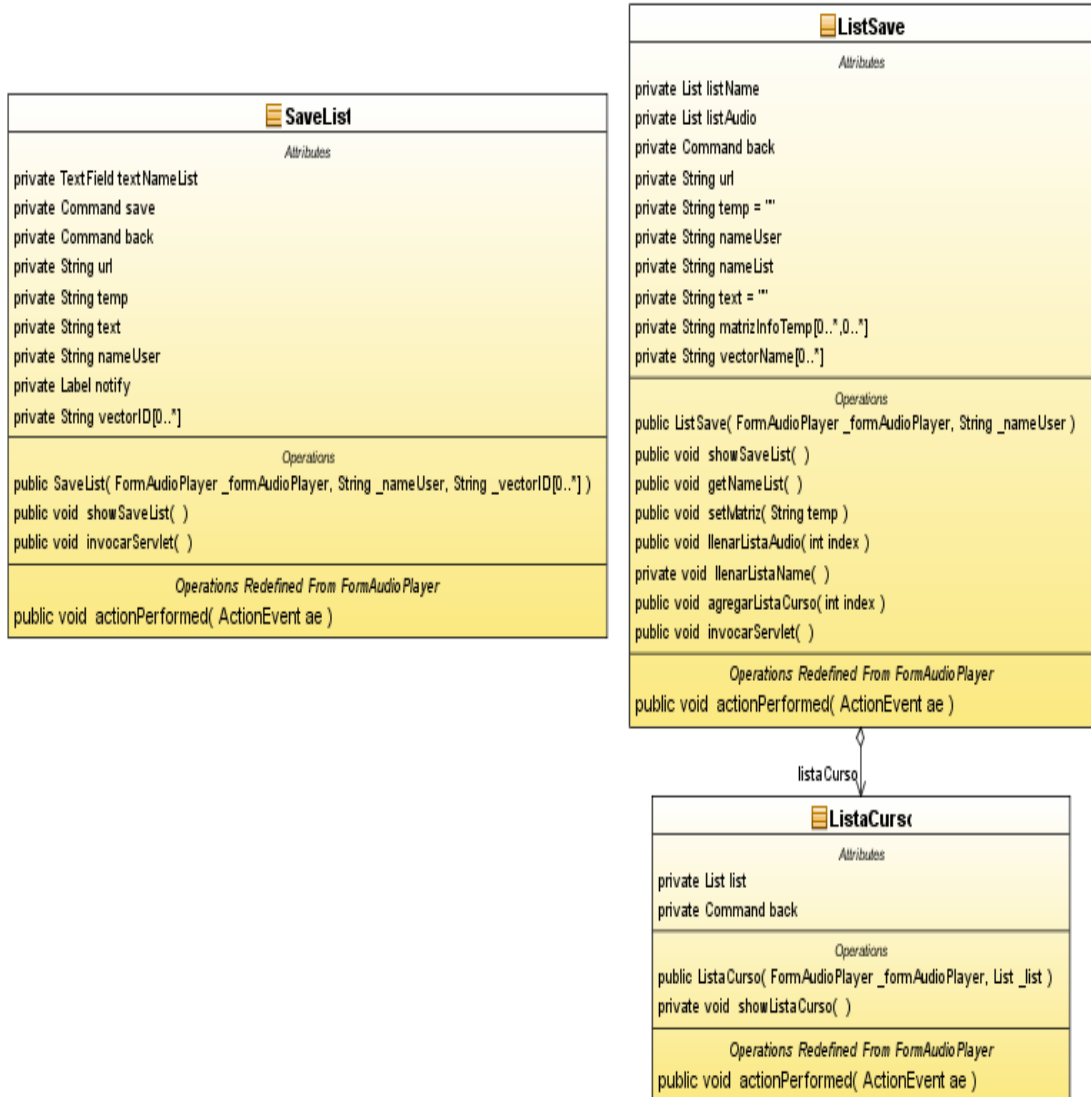 SaveList
Attributes
private TextField textNameList
private Command save
private Command back
private String url
private String temp
private String text
private String nameUser
private Label notify
private String vectorID[0..*]
Operations
public SaveList( FormAudioPlayer _formAudioPlayer, String _nameUser, String _vectorID[0..*] )
public void showSaveList( )
public void invocarServlet( )
Operations Redefined From FormAudioPlayer
public void actionPerformed( ActionEvent ae )
ListSave
Attributes
private List listName
private List listAudio
private Command back
private String url
private String temp = ""
private String nameUser
private String nameList
private String text = ""
private String matrizInfoTemp[0..*,0..*]
private String vectorName[0..*]
Operations
public ListSave( FormAudioPlayer _formAudioPlayer, String _nameUser )
public void showSaveList( )
public void getNameList( )
public void setMatriz( String temp )
public void llenarListaAudio( int index )
private void llenarListaName( )
public void agregarListaCurso( int index )
public void invocarServlet( )
Operations Redefined From FormAudioPlayer
public void actionPerformed( ActionEvent ae )
listaCurso
ListaCurso
Attributes
private List list
private Command back
Operations
public ListaCurso( FormAudioPlayer _formAudioPlayer, List _list )
private void showListaCurso( )
Operations Redefined From FormAudioPlayer
public void actionPerformed( ActionEvent ae )